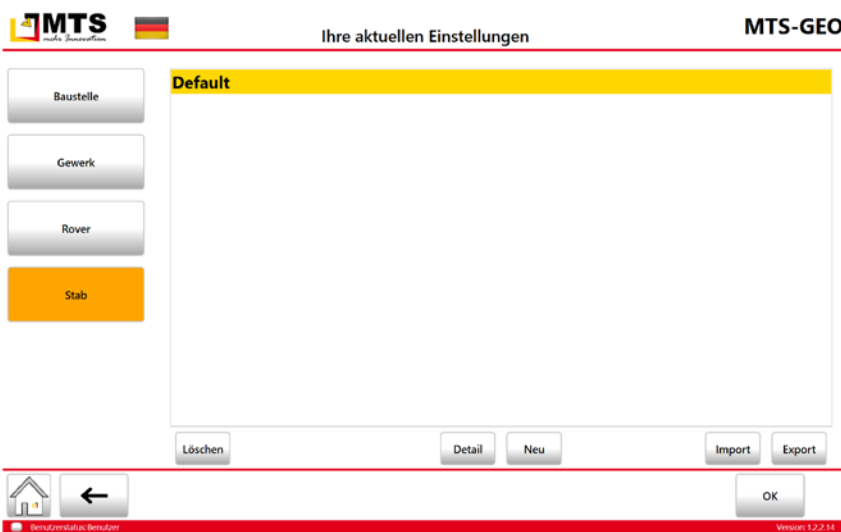 MTS
mehr Innovation
Ihre aktuellen Einstellungen
MTS-GEO
Baustelle
Gewerk
Rover
Stab
Default
Löschen
Detail
Neu
Import
Export
OK
Benutzerstatus:Benutzer
Version:1.2.2.14